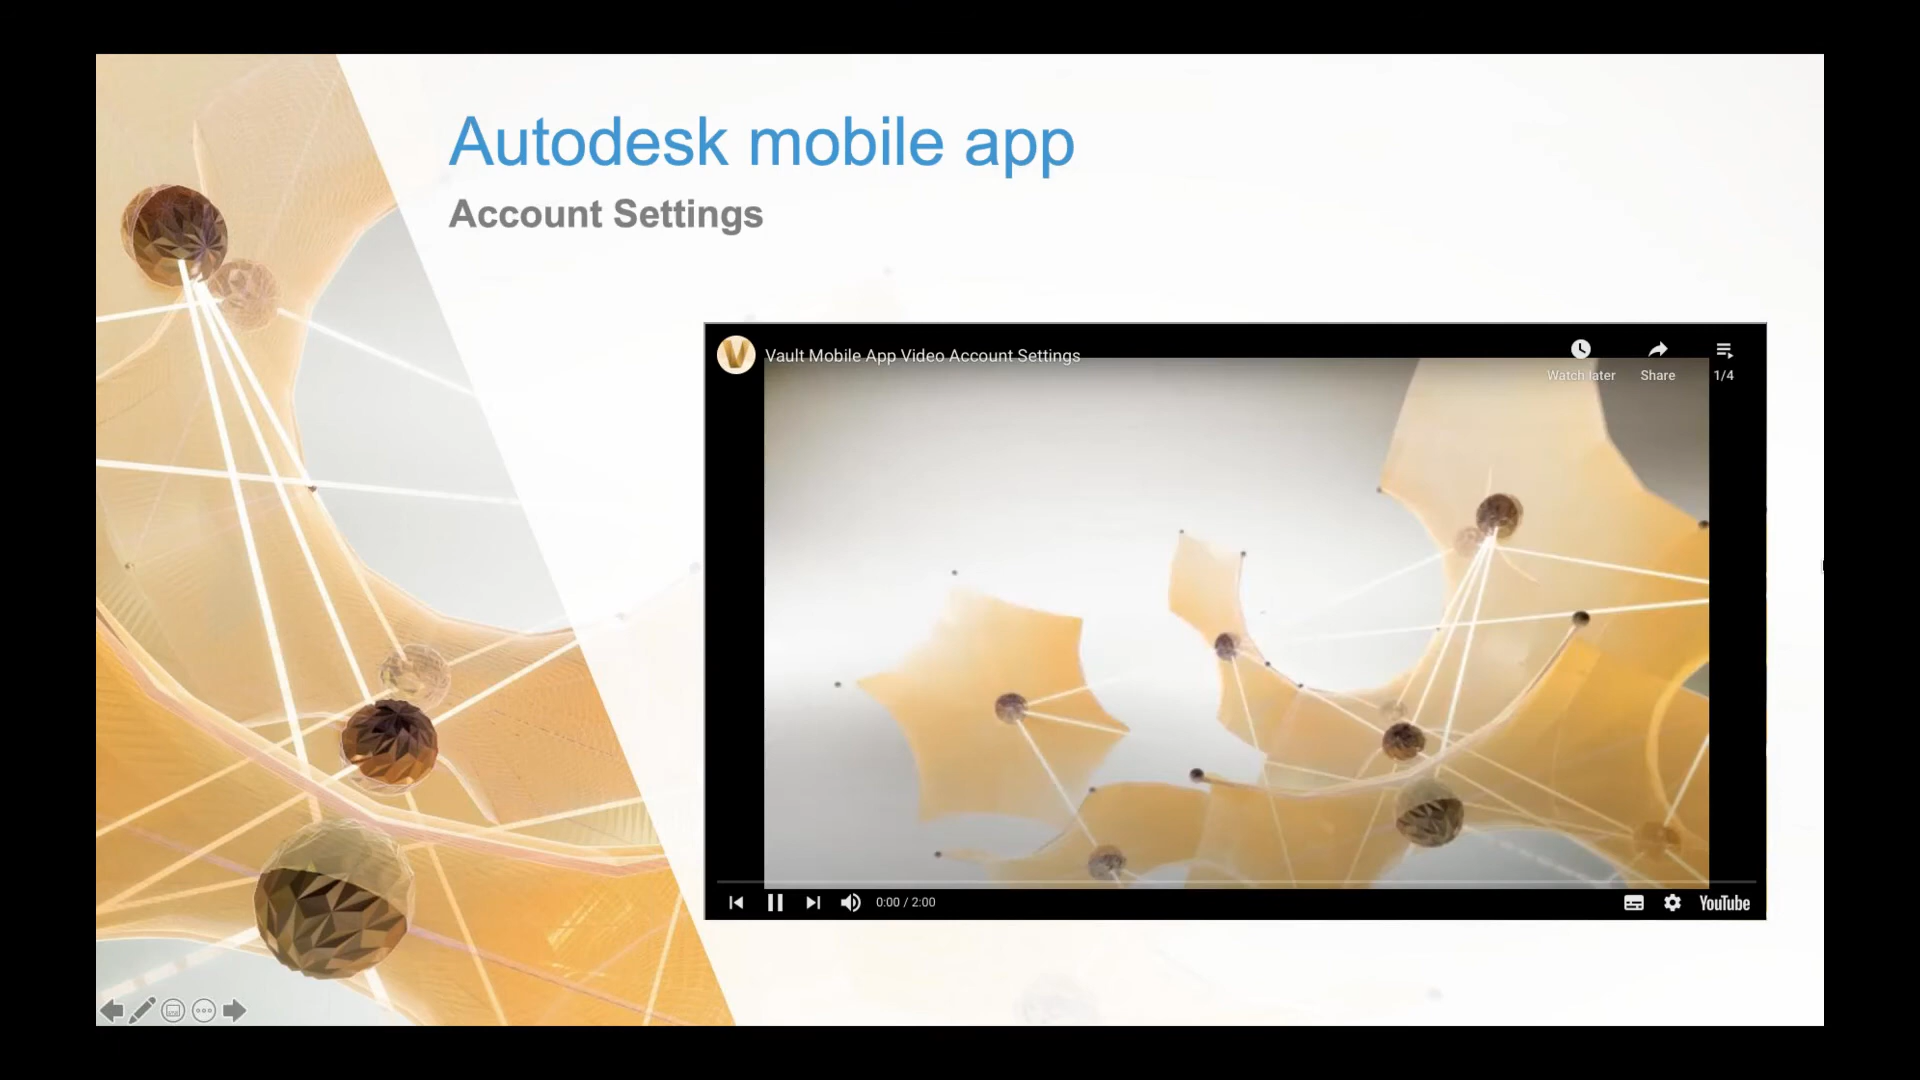 Autodesk mobile app
Account Settings
Vault Mobile App Video Account Settings
Watch later
Share
1/4
0:00 / 2:00
YouTube